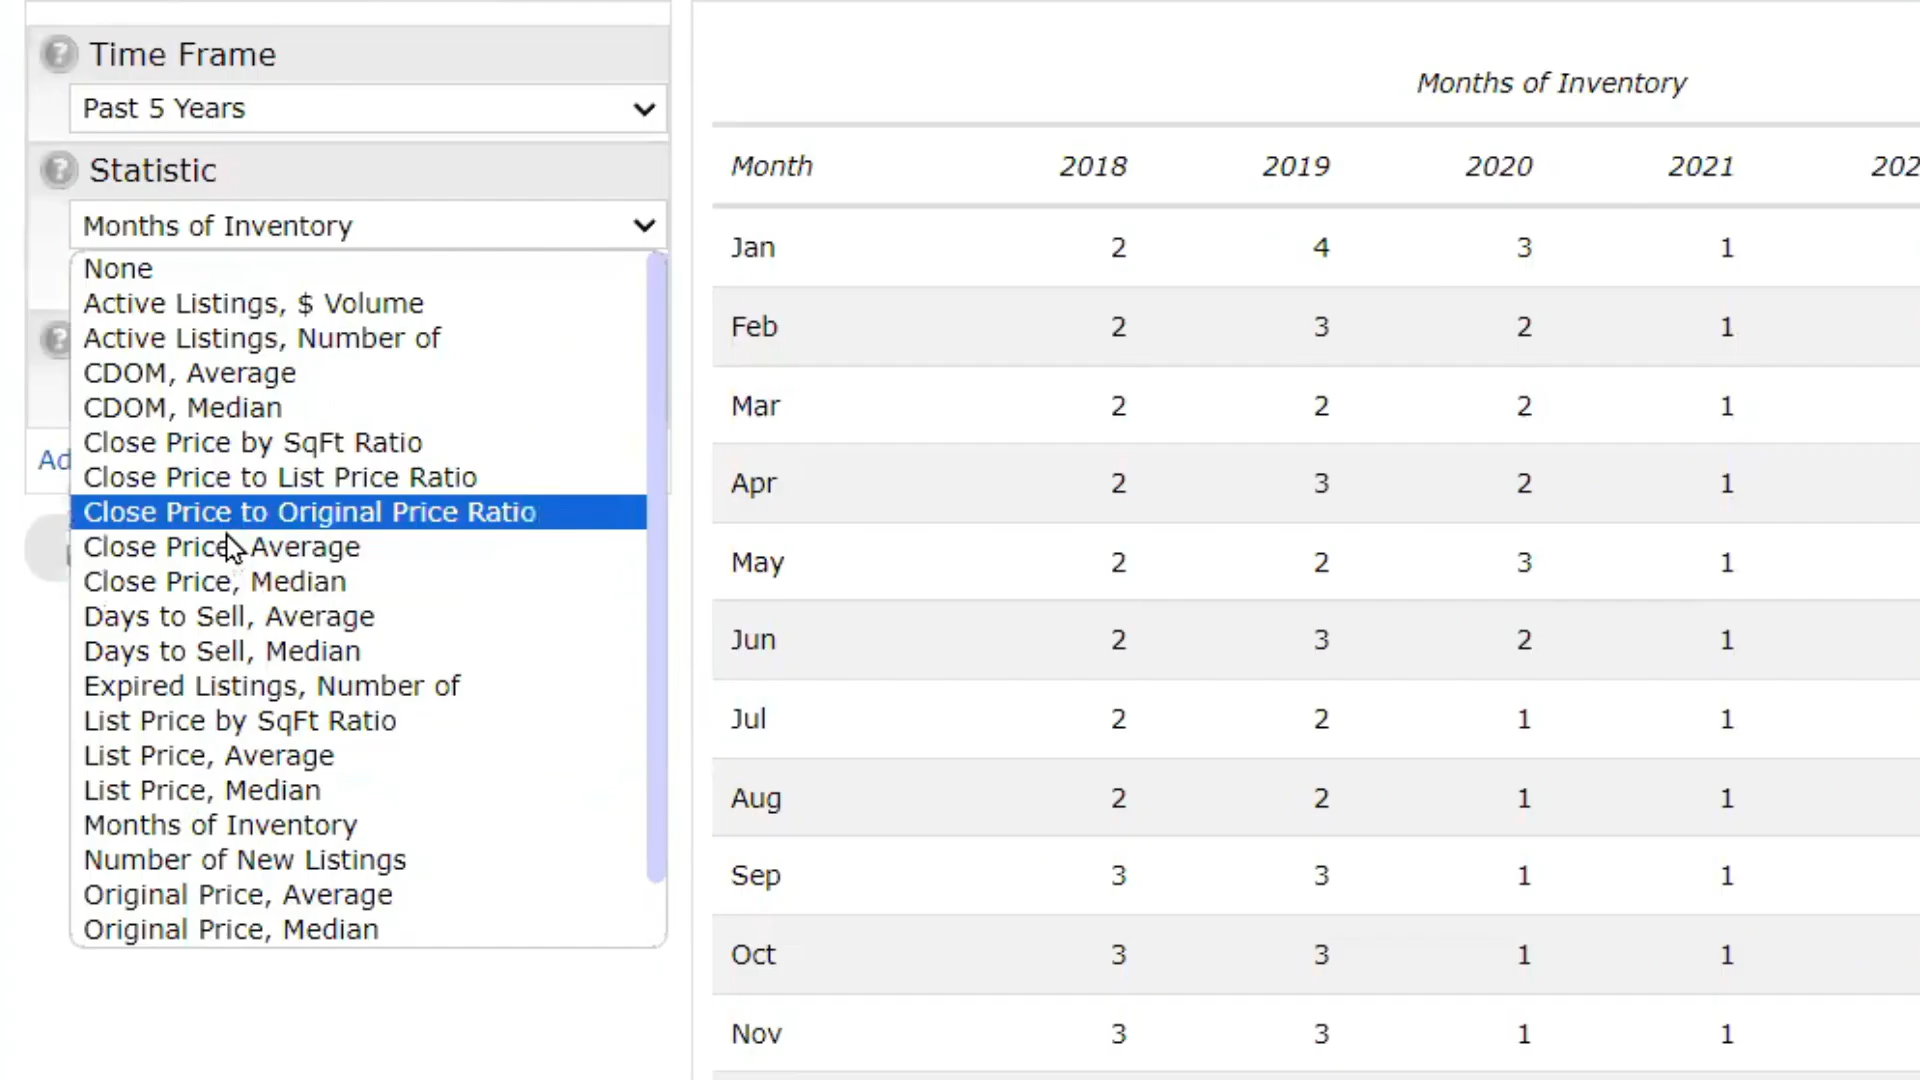 Time Frame
Past 5 Years
Statistic
Months of Inventory
None
Active Listings, $ Volume
Active Listings, Number of
CDOM, Average
CDOM, Median
Close Price by SqFt Ratio
Close Price to List Price Ratio
Close Price to Original Price Ratio
Close Price, Average
Close Price, Median
Days to Sell, Average
Days to Sell, Median
Expired Listings, Number of
List Price by SqFt Ratio
List Price, Average
List Price, Median
Months of Inventory
Number of New Listings
Original Price, Average
Original Price, Median
Ad
Months of Inventory
Month 2018 2019 2020 2021 202
Jan 2 4 3 1
Feb 2 3 2 1
Mar 2 2 2 1
Apr 2 3 2 1
May 2 2 3 1
Jun 2 3 2 1
Jul 2 2 1 1
Aug 2 2 1 1
Sep 3 3 1 1
Oct 3 3 1 1
Nov 3 3 1 1